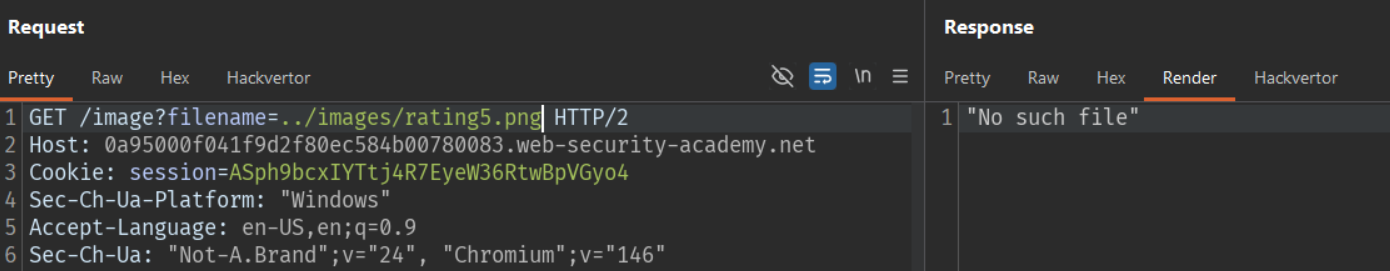 Request
Pretty Raw Hex Hackvertor \n
1 GET /image?filename=../images/rating5.png HTTP/2
2 Host: 0a95000f041f9d2f80ec584b00780083.web-security-academy.net
3 Cookie: session=ASph9bcxIYTtj4R7EyeW36RtwBpVGyo4
4 Sec-Ch-Ua-Platform: "Windows"
5 Accept-Language: en-US,en;q=0.9
6 Sec-Ch-Ua: "Not-A.Brand";v="24", "Chromium";v="146"
Response
Pretty Raw Hex Render Hackvertor
1 "No such file"